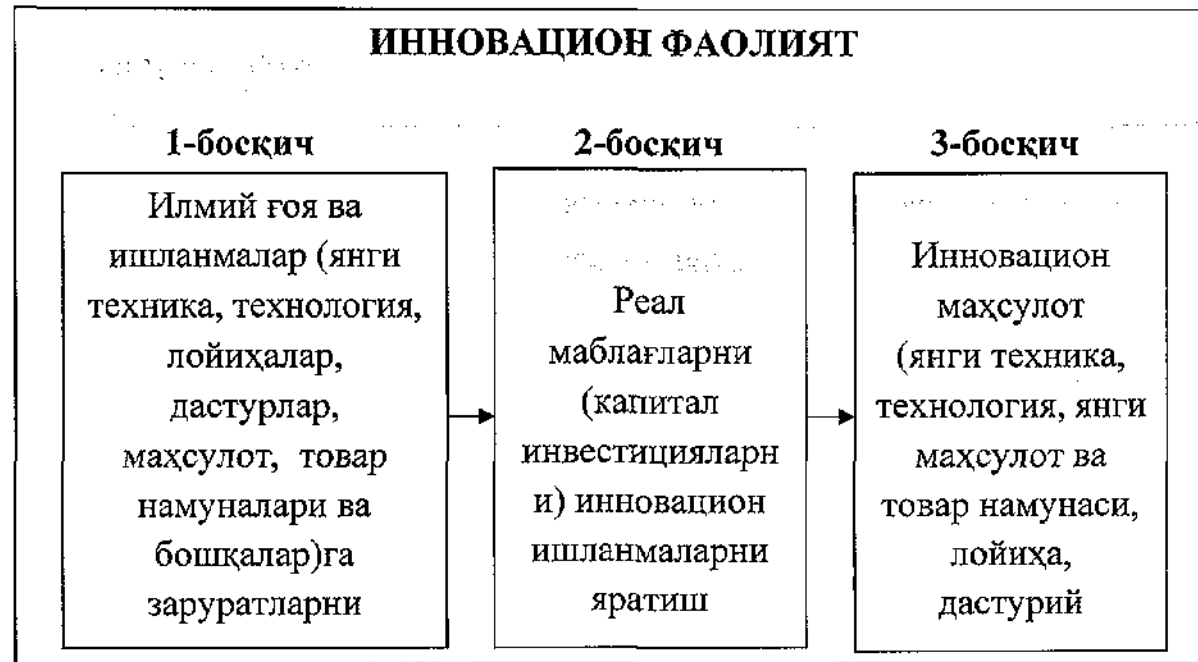 ИННОВАЦИОН ФАОЛИЯТ
1-босқич
Илмий ғоя ва
ишланмалар (янги
техника, технология,
лойиҳалар,
дастурлар,
маҳсулот, товар
намуналари ва
бошқалар)га
заруратларни
2-босқич
Реал
маблағларни
(капитал
инвестицияларн
и) инновацион
ишланмаларни
яратиш
3-босқич
Инновацион
маҳсулот
(янги техника,
технология, янги
маҳсулот ва
товар намунаси,
лойиҳа,
дастурий